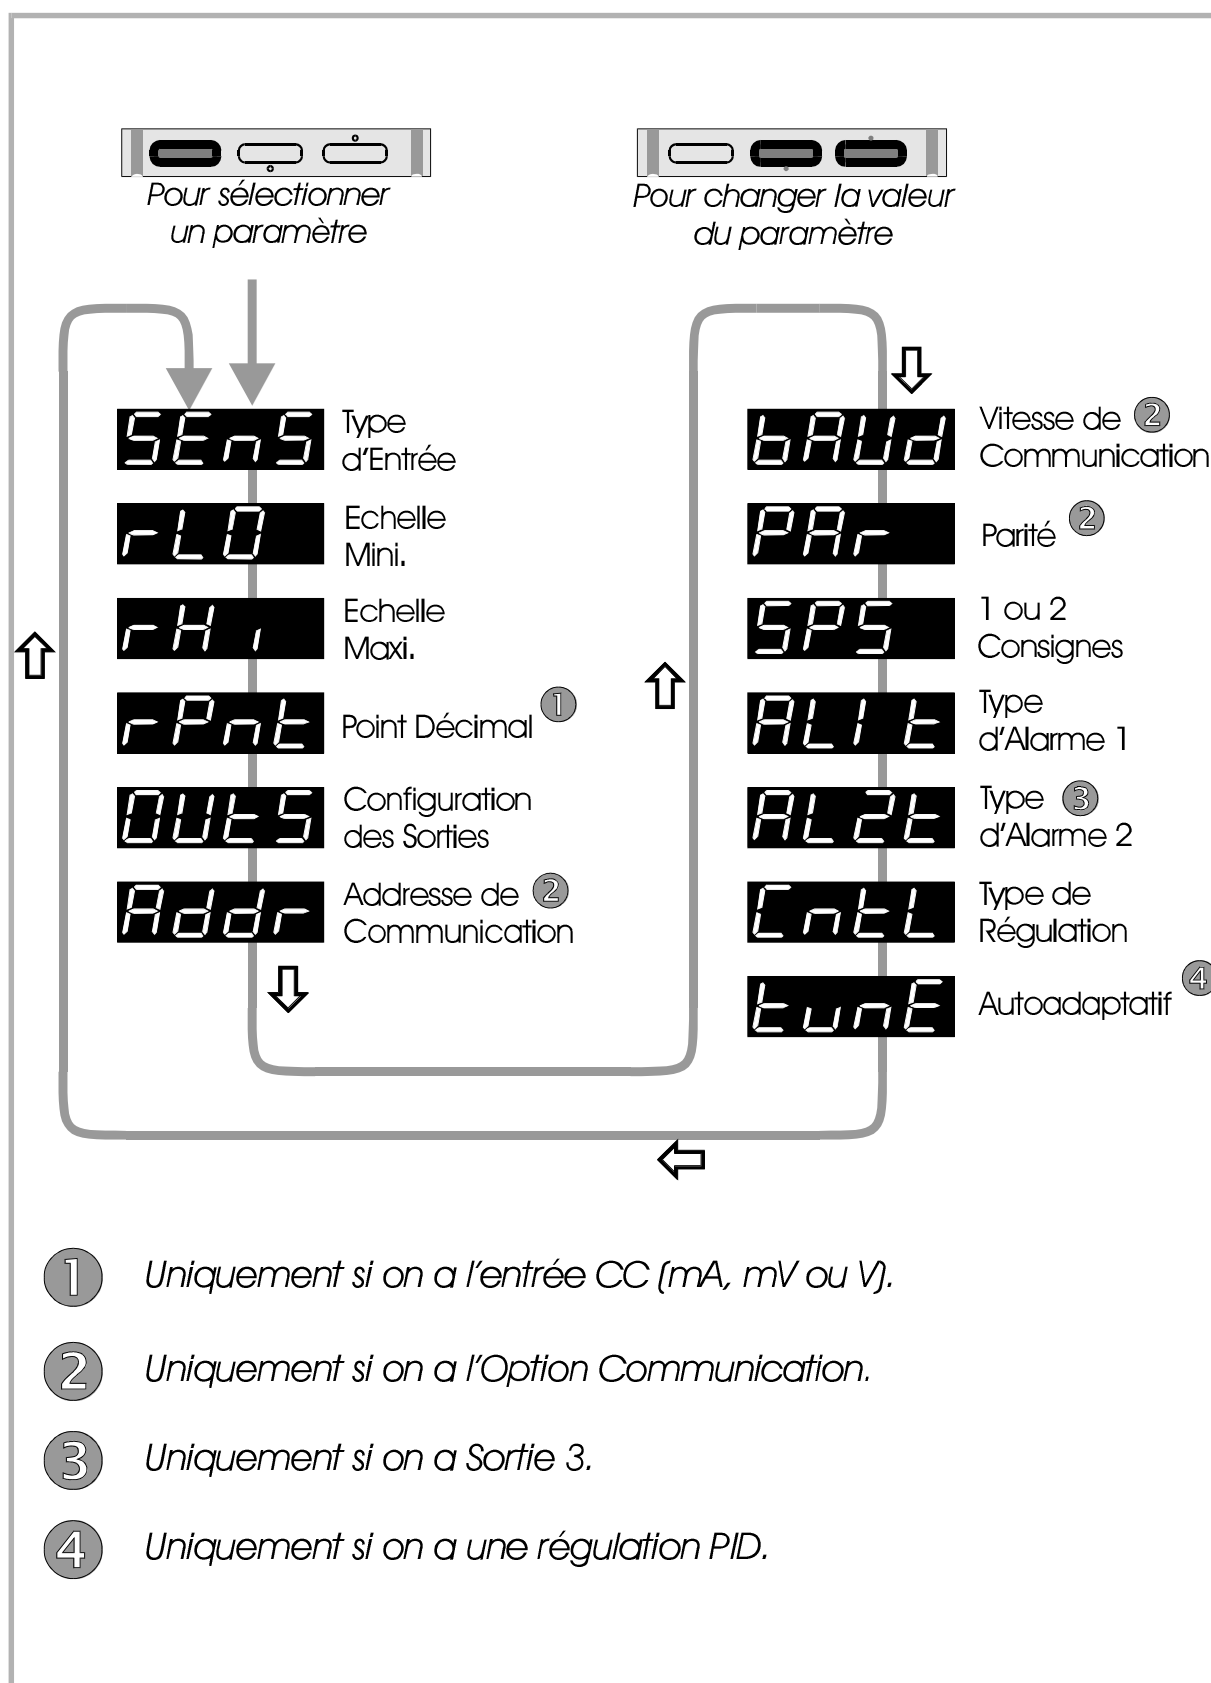 Pour sélectionner
un paramètre
Pour changer la valeur
du paramètre
SEnS
Type
d'Entrée
rLO
Echelle
Mini.
rHi
Echelle
Maxi.
rPnt
Point Décimal 1
OUtS
Configuration
des Sorties
Addr
Addresse de 2
Communication
bAUd
Vitesse de 2
Communication
PAr
Parité 2
SPS
1 ou 2
Consignes
AL1t
Type
d'Alarme 1
AL2t
Type 3
d'Alarme 2
CntL
Type de
Régulation
tunE
Autoadaptatif 4
1 Uniquement si on a l'entrée CC (mA, mV ou V).
2 Uniquement si on a l'Option Communication.
3 Uniquement si on a Sortie 3.
4 Uniquement si on a une régulation PID.